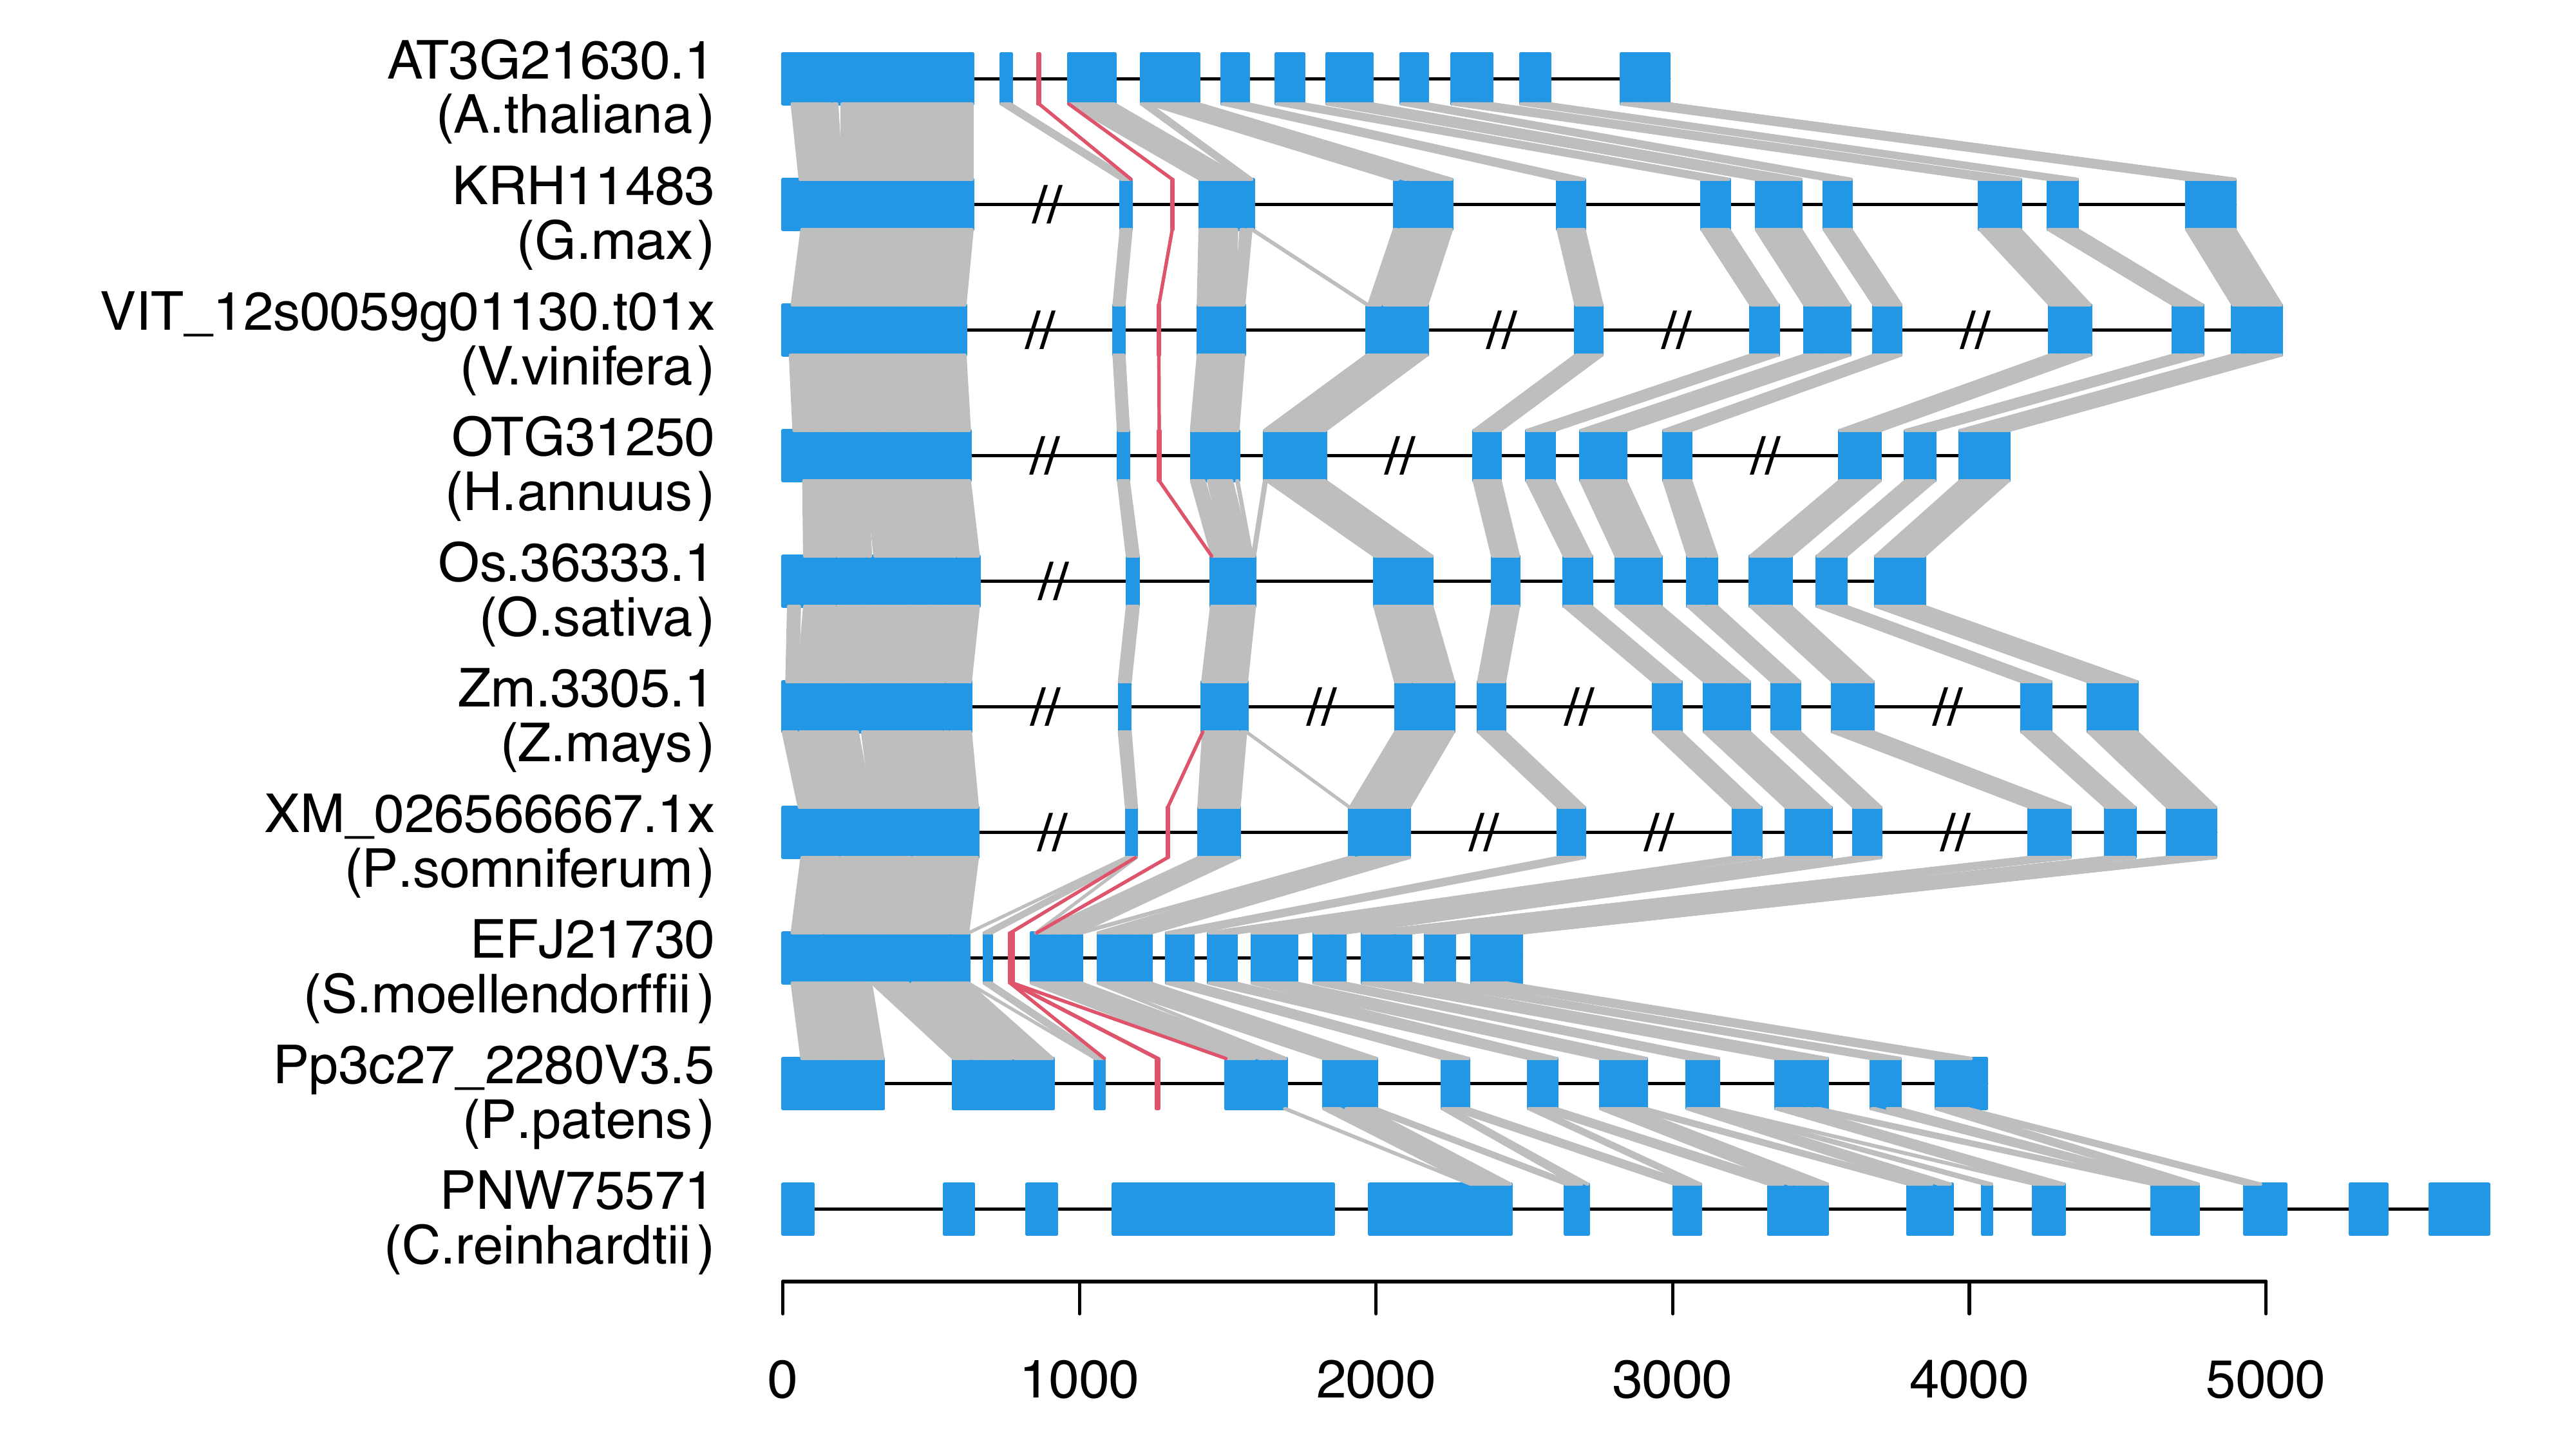 AT3G21630.1
(A.thaliana)
KRH11483
(G.max)
VIT_12s0059g01130.t01x
(V.vinifera)
OTG31250
(H.annuus)
Os.36333.1
(O.sativa)
Zm.3305.1
(Z.mays)
XM_026566667.1x
(P.somniferum)
EFJ21730
(S.moellendorffii)
Pp3c27_2280V3.5
(P.patens)
PNW75571
(C.reinhardtii)
0 1000 2000 3000 4000 5000